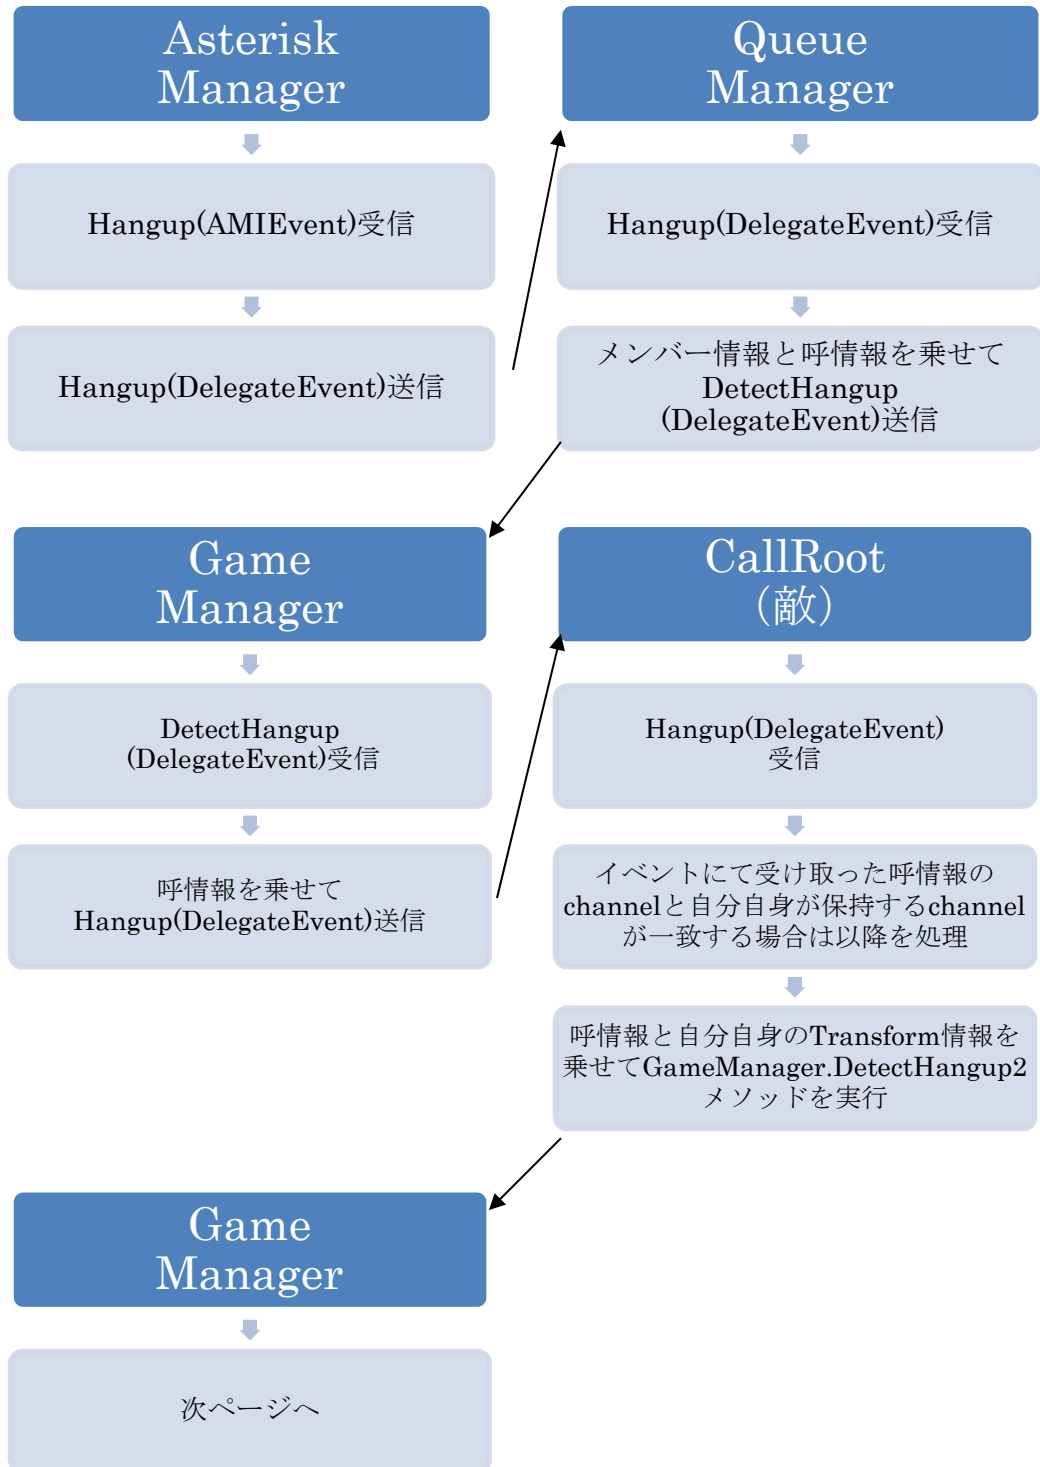 Asterisk
Manager
Hangup(AMIEvent)受信
Hangup(DelegateEvent)送信
Queue
Manager
Hangup(DelegateEvent)受信
メンバー情報と呼情報を乗せて
DetectHangup
(DelegateEvent)送信
Game
Manager
DetectHangup
(DelegateEvent)受信
呼情報を乗せて
Hangup(DelegateEvent)送信
CallRoot
（敵）
Hangup(DelegateEvent)
受信
イベントにて受け取った呼情報の
channelと自分自身が保持するchannel
が一致する場合は以降を処理
呼情報と自分自身のTransform情報を
乗せてGameManager.DetectHangup2
メソッドを実行
Game
Manager
次ページへ